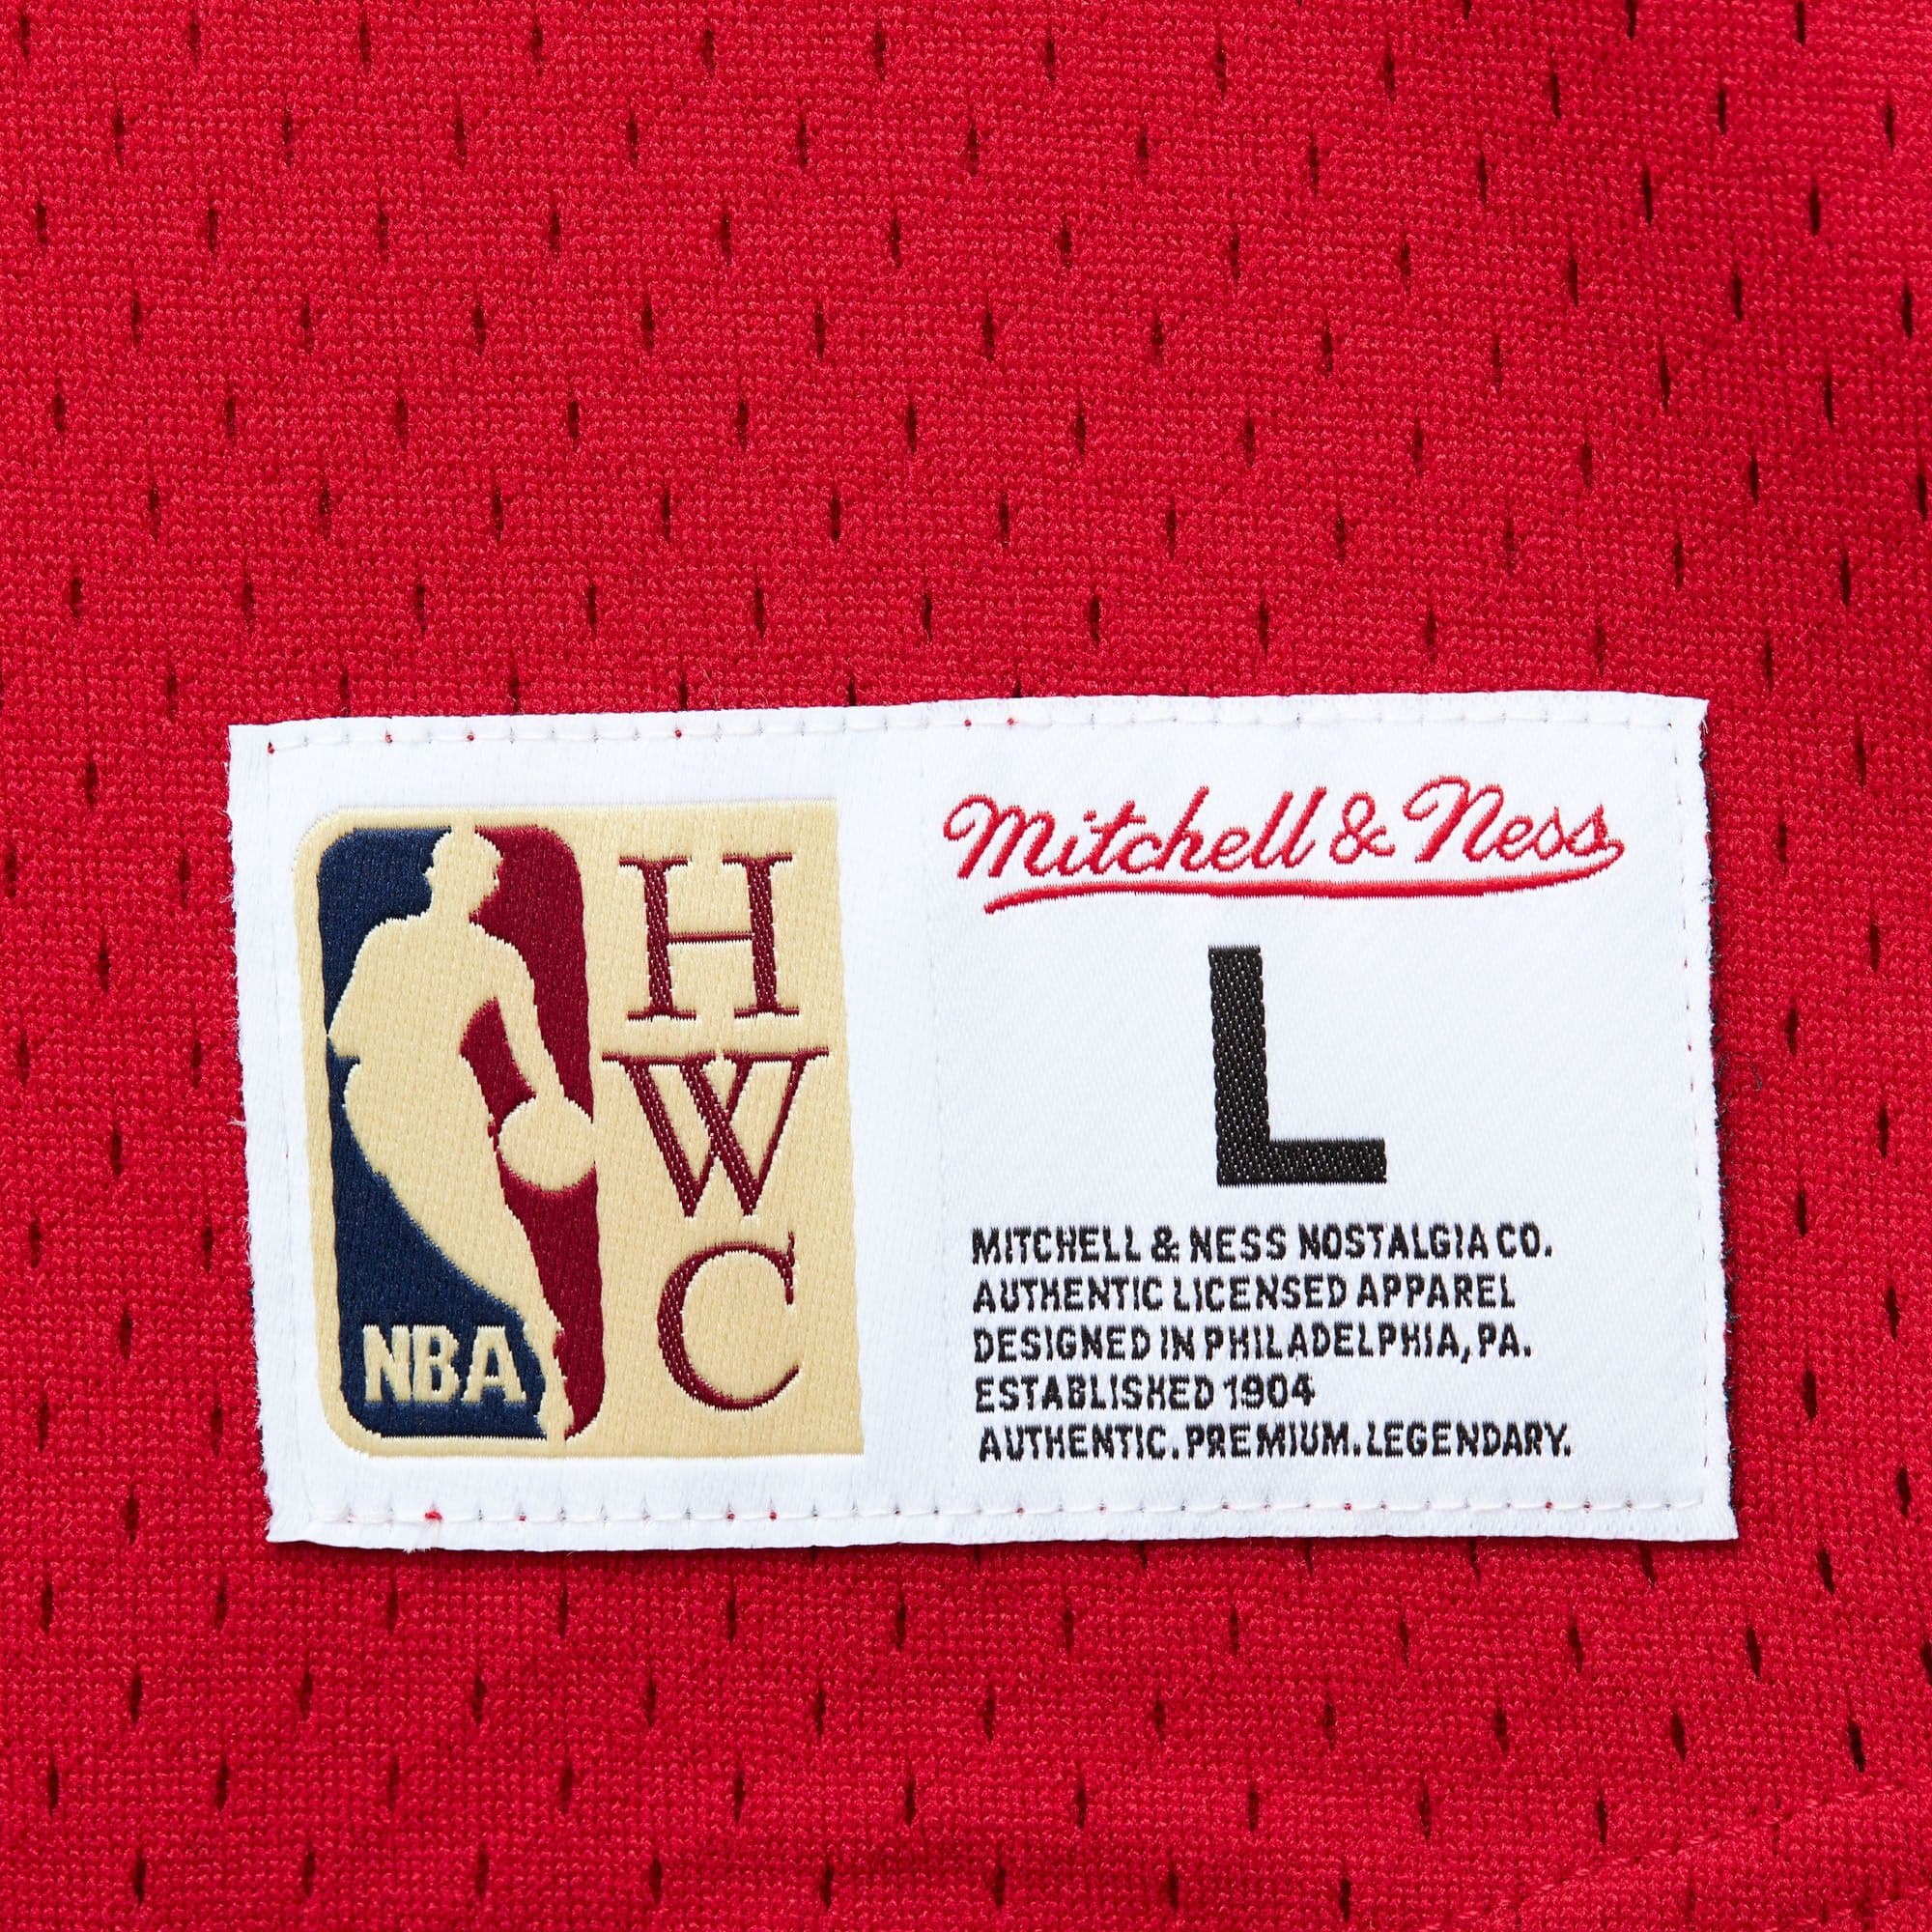 NBA
H
W
C
Mitchell & Ness
L
MITCHELL & NESS NOSTALGIA CO.
AUTHENTIC LICENSED APPAREL
DESIGNED IN PHILADELPHIA, PA.
ESTABLISHED 1904
AUTHENTIC. PREMIUM. LEGENDARY.